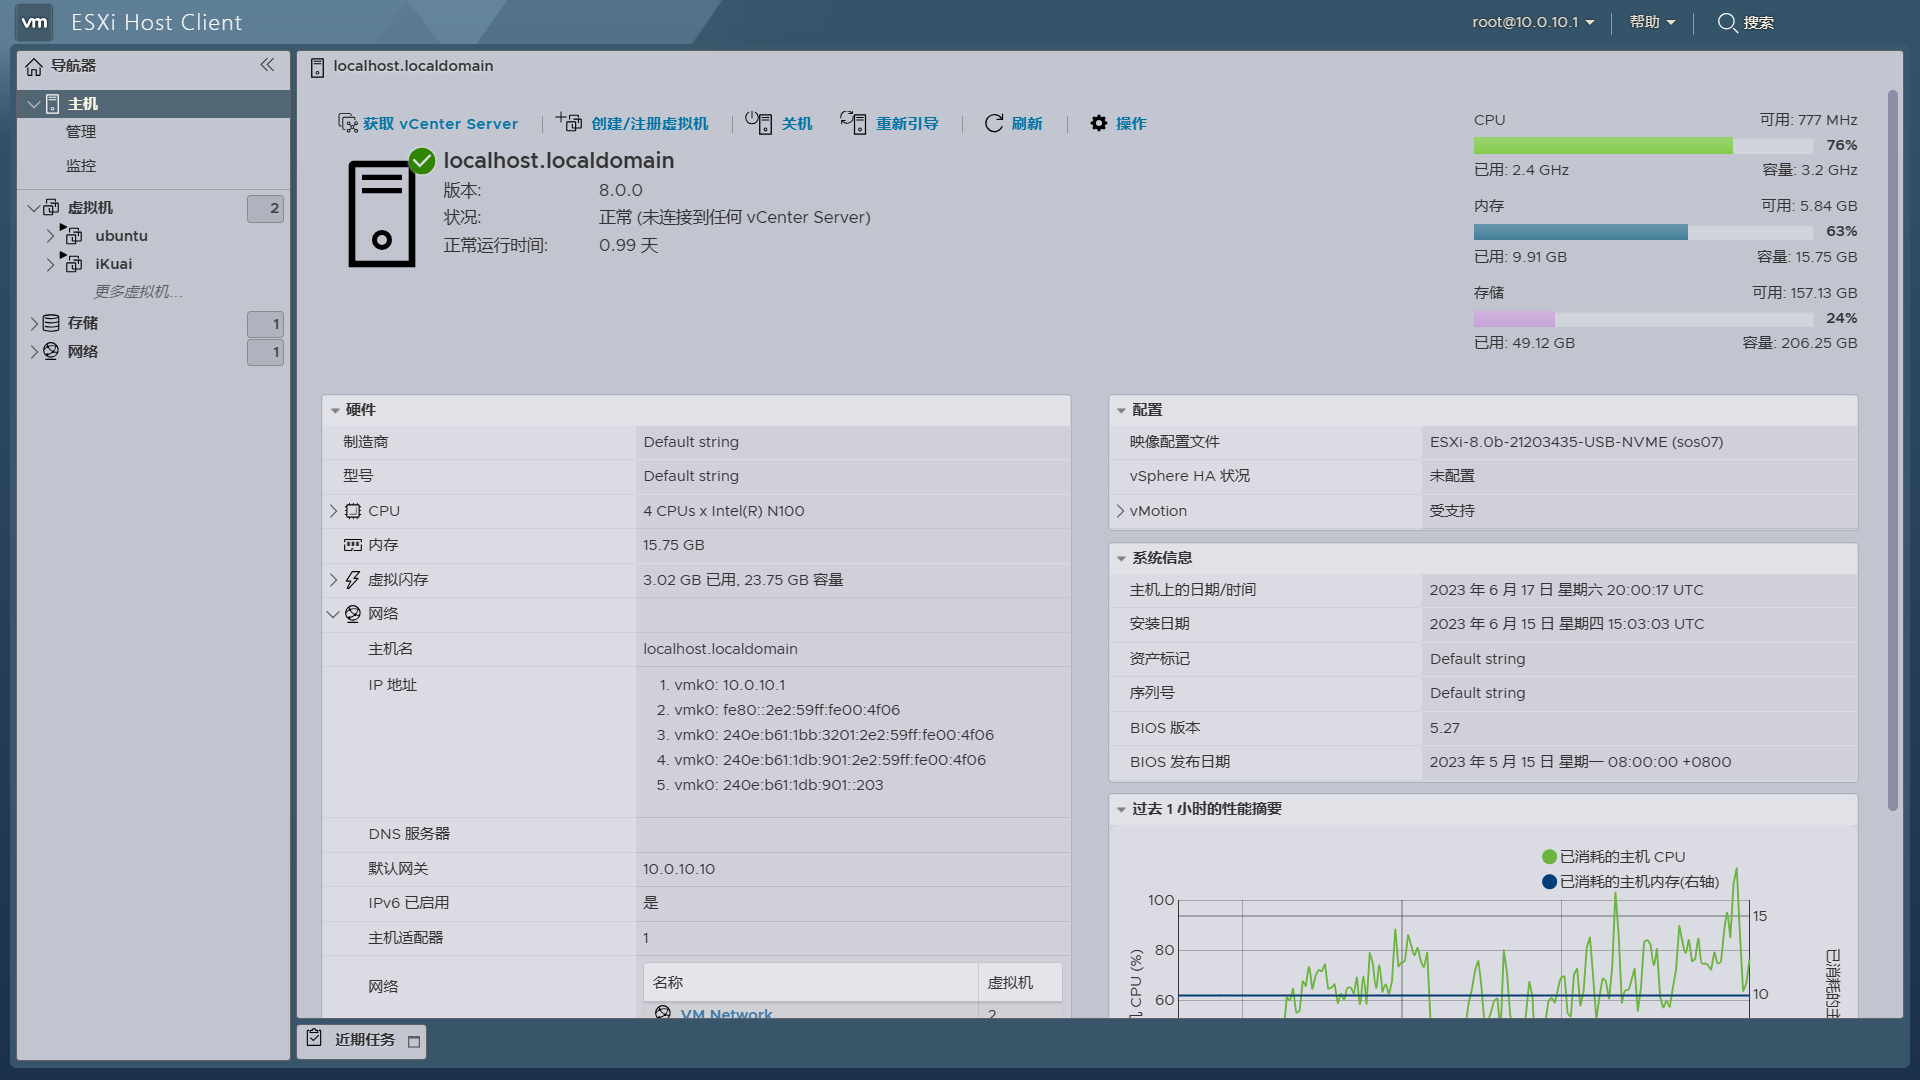 vm ESXi Host Client
root@10.0.10.1
帮助
搜索
导航器
主机
管理
监控
虚拟机 2
ubuntu
iKuai
更多虚拟机...
存储 1
网络 1
localhost.localdomain
获取 vCenter Server
创建/注册虚拟机
关机
重新引导
刷新
操作
localhost.localdomain
版本: 8.0.0
状况: 正常 (未连接到任何 vCenter Server)
正常运行时间: 0.99 天
CPU 可用: 777 MHz
76%
已用: 2.4 GHz 容量: 3.2 GHz
内存 可用: 5.84 GB
63%
已用: 9.91 GB 容量: 15.75 GB
存储 可用: 157.13 GB
24%
已用: 49.12 GB 容量: 206.25 GB
硬件
制造商 Default string
型号 Default string
CPU 4 CPUs x Intel(R) N100
内存 15.75 GB
虚拟闪存 3.02 GB 已用, 23.75 GB 容量
网络
主机名 localhost.localdomain
IP 地址 1. vmk0: 10.0.10.1
2. vmk0: fe80::2e2:59ff:fe00:4f06
3. vmk0: 240e:b61:1bb:3201:2e2:59ff:fe00:4f06
4. vmk0: 240e:b61:1db:901:2e2:59ff:fe00:4f06
5. vmk0: 240e:b61:1db:901::203
DNS 服务器
默认网关 10.0.10.10
IPv6 已启用 是
主机适配器 1
网络 名称 虚拟机
VM Network 2
配置
映像配置文件 ESXi-8.0b-21203435-USB-NVME (sos07)
vSphere HA 状况 未配置
vMotion 受支持
系统信息
主机上的日期/时间 2023 年 6 月 17 日 星期六 20:00:17 UTC
安装日期 2023 年 6 月 15 日 星期四 15:03:03 UTC
资产标记 Default string
序列号 Default string
BIOS 版本 5.27
BIOS 发布日期 2023 年 5 月 15 日 星期一 08:00:00 +0800
过去 1 小时的性能摘要
已消耗的主机 CPU
已消耗的主机内存(右轴)
100
80
60
15
10
机 CPU (%)
已消耗的主
近期任务